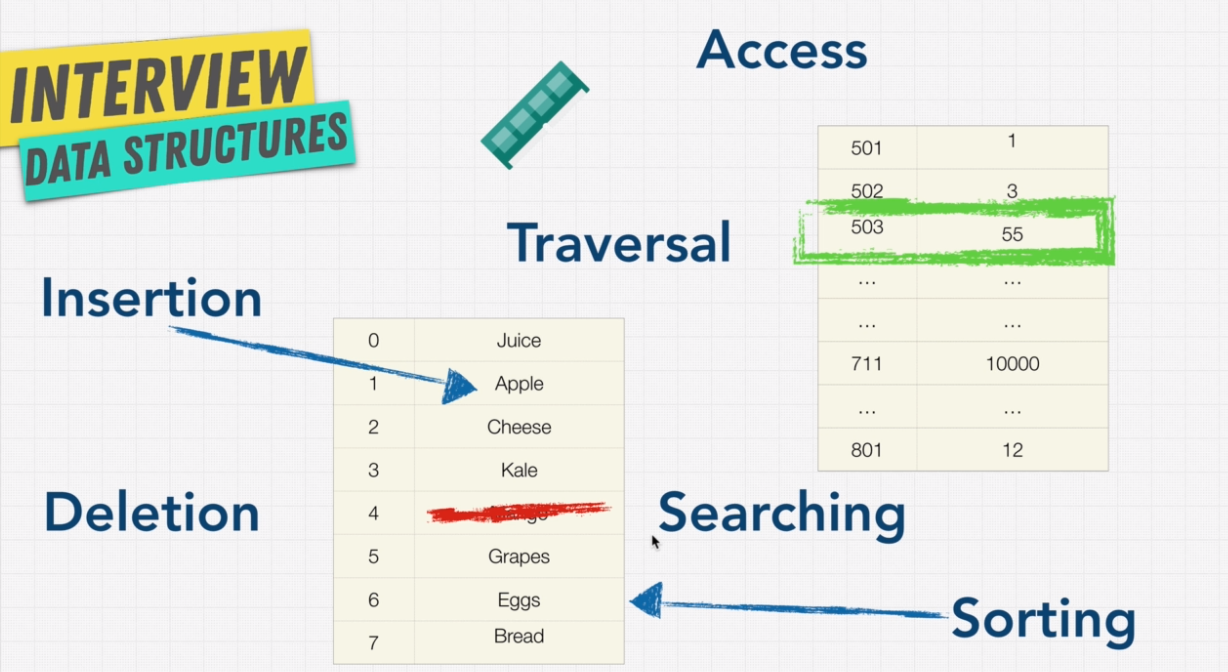 INTERVIEW
DATA STRUCTURES
Access
501 1
502 3
503 55
... ...
... ...
711 10000
... ...
801 12
Traversal
Insertion
0 Juice
1 Apple
2 Cheese
3 Kale
4
5 Grapes
6 Eggs
7 Bread
Deletion
Searching
Sorting